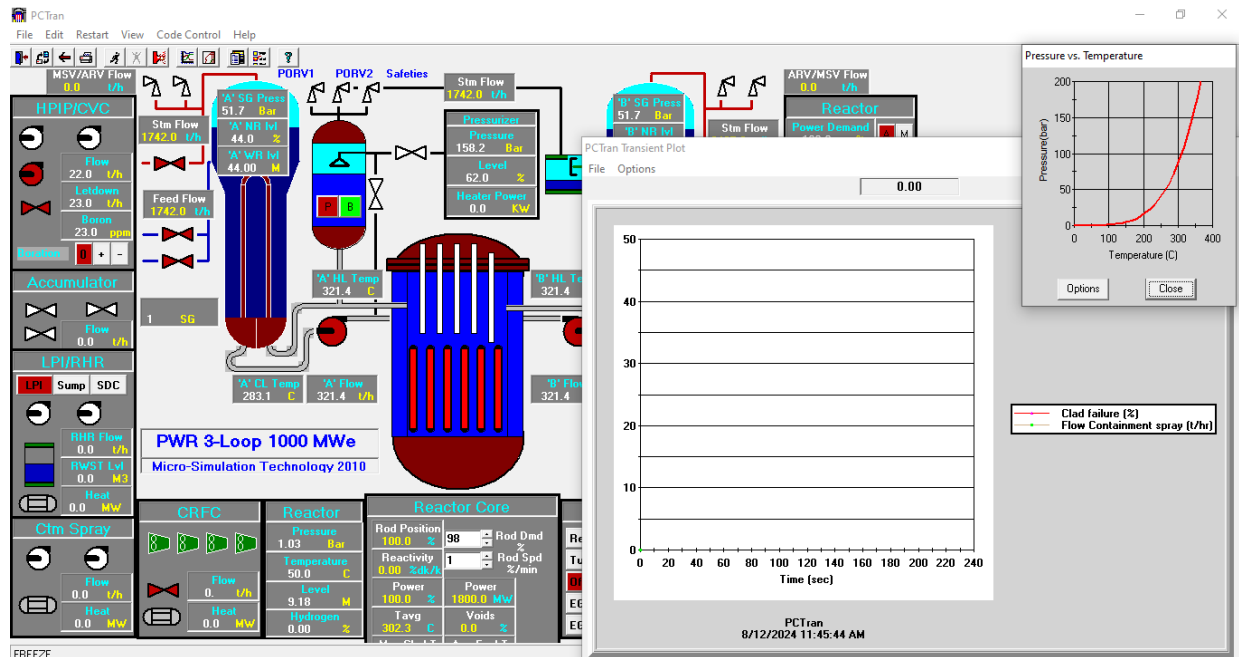 PCTran
File Edit Restart View Code Control Help
MSV/ARV Flow
0.0 t/h
PORV1 PORV2 Safeties
Stm Flow
1742.0 t/h
ARV/MSV Flow
0.0 t/h
HPIP/CVC
Flow
22.0 t/h
Letdown
23.0 t/h
Boron
23.0 ppm
0 + -
Stm Flow
1742.0 t/h
Feed Flow
1742.0 t/h
'A' SG Press
51.7 Bar
'A' NR lvl
44.0 %
'A' WR lvl
44.00 M
Pressurizer
Pressure
158.2 Bar
Level
62.0 %
Heater Power
0.0 KW
P B
'B' SG Press
51.7 Bar
'B' NR lvl
Stm Flow
Reactor
Power Demand
A M
Accumulator
Flow
0.0 t/h
1 SG
'A' HL Temp
321.4 C
'B' HL Te
321.4
LPI/RHR
LPI Sump SDC
RHR Flow
0.0 t/h
RWST Lvl
0.0 M3
Heat
0.0 MW
'A' CL Temp
283.1 C
'A' Flow
321.4 t/h
'B' Flow
321.4
PWR 3-Loop 1000 MWe
Micro-Simulation Technology 2010
Ctm Spray
Flow
0.0 t/h
Heat
0.0 MW
CRFC
Flow
0. t/h
Heat
0.0 MW
Reactor
Pressure
1.03 Bar
Temperature
50.0 C
Level
9.18 M
Hydrogen
0.00 %
Reactor Core
Rod Position
100.0 %
98
Rod Dmd
%
Reactivity
0.00 %dk/k
1
Rod Spd
%/min
Power
100.0 %
Power
1800.0 MW
Tavg
302.3 C
Voids
0.0 %
FREEZE
PCTran Transient Plot
File Options
0.00
50
40
30
20
10
0
0 20 40 60 80 100 120 140 160 180 200 220 240
Time (sec)
Clad failure (%)
Flow Containment spray (t/hr)
PCTran
8/12/2024 11:45:44 AM
Pressure vs. Temperature
Pressure(bar)
200
150
100
50
0
0 100 200 300 400
Temperature (C)
Options Close